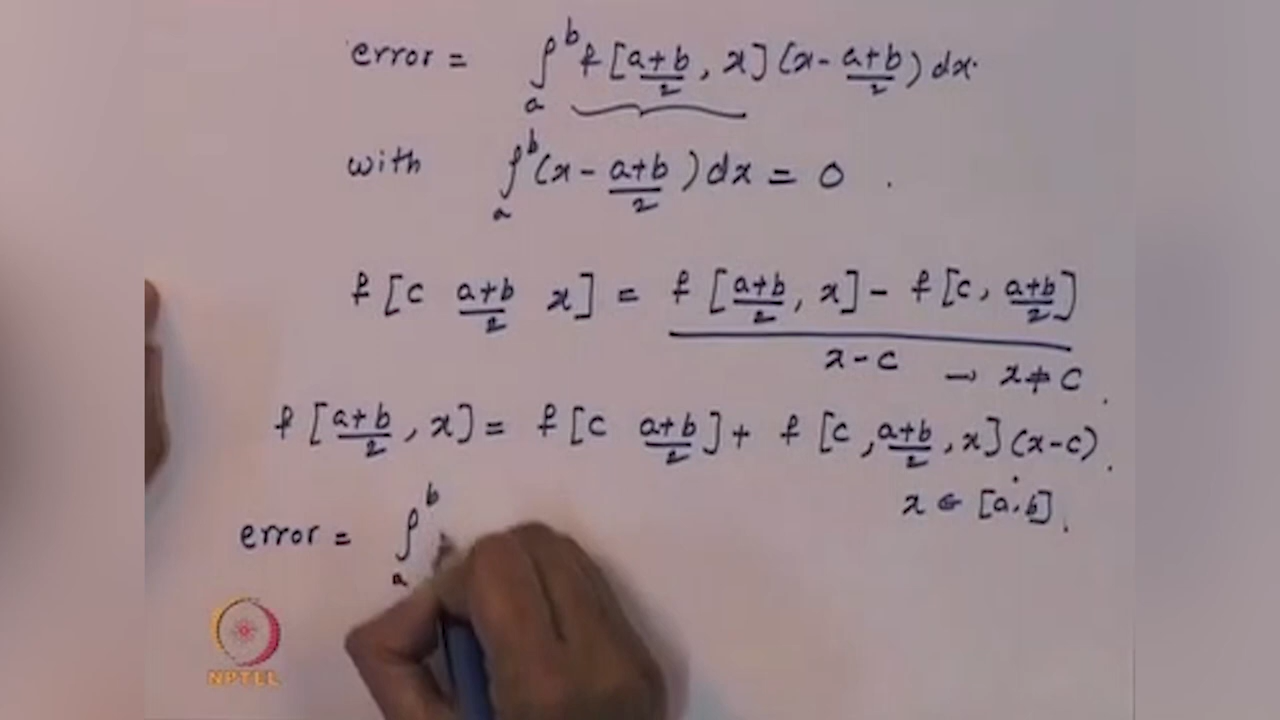 error = ∫_a^b f [a+b/2, x] (x - a+b/2) dx.
with ∫_a^b (x - a+b/2) dx = 0 .
f [c a+b/2 x] = f [a+b/2, x] - f [c, a+b/2]
x - c → x ≠ c .
f [a+b/2, x] = f [c a+b/2] + f [c, a+b/2, x] (x-c) .
x ∈ [a,b] .
error = ∫_a^b
NPTEL